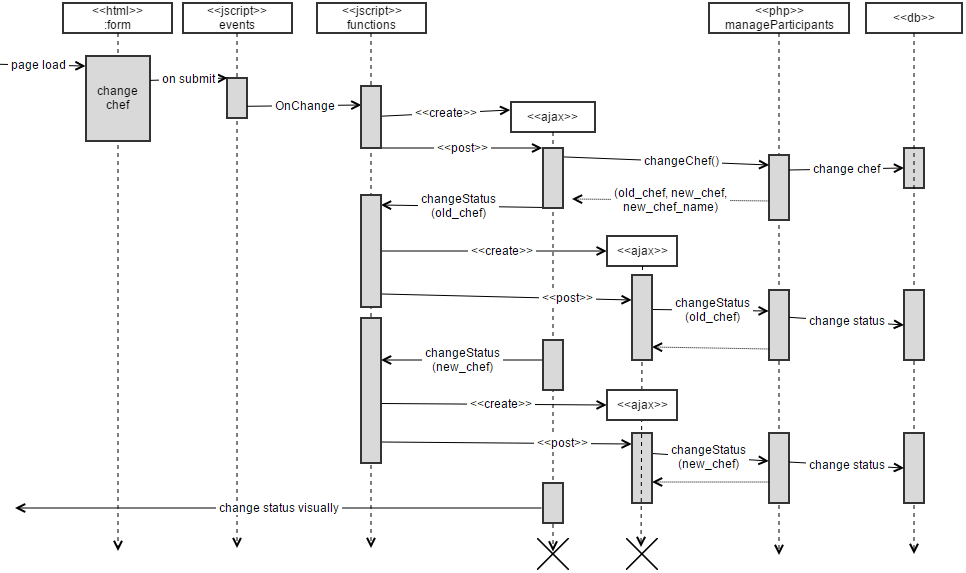 <<html>>
:form
<<jscript>>
events
<<jscript>>
functions
<<php>>
manageParticipants
<<db>>
page load
change
chef
on submit
OnChange
<<create>>
<<ajax>>
<<post>>
changeChef()
change chef
(old_chef, new_chef,
new_chef_name)
changeStatus
(old_chef)
<<create>>
<<ajax>>
<<post>>
changeStatus
(old_chef)
change status
changeStatus
(new_chef)
<<create>>
<<ajax>>
<<post>>
changeStatus
(new_chef)
change status
change status visually